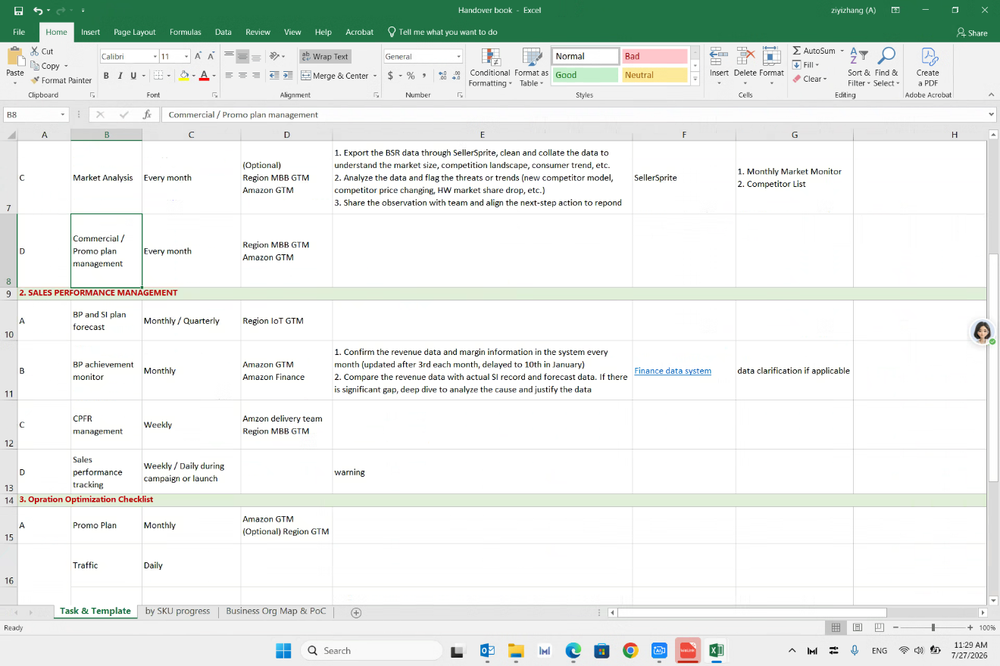 Handover book - Excel
ziyizhang (A)
File Home Insert Page Layout Formulas Data Review View Help Acrobat Tell me what you want to do
Share
Paste
Cut
Copy
Format Painter
Clipboard
Calibri 11
B I U
Font
Wrap Text
Merge & Center
Alignment
General
$ % ,
Number
Conditional Formatting
Format as Table
Normal Bad
Good Neutral
Styles
Insert Delete Format
Cells
AutoSum
Fill
Clear
Sort & Filter
Find & Select
Editing
Create a PDF
Adobe Acrobat
B8
fx
Commercial / Promo plan management
A B C D E F G H
7
C
Market Analysis
Every month
(Optional)
Region MBB GTM
Amazon GTM
1. Export the BSR data through SellerSprite, clean and collate the data to
understand the market size, competition landscape, consumer trend, etc.
2. Analyze the data and flag the threats or trends (new competitor model,
competitor price changing, HW market share drop, etc.)
3. Share the observation with team and align the next-step action to repond
SellerSprite
1. Monthly Market Monitor
2. Competitor List
8
D
Commercial /
Promo plan
management
Every month
Region MBB GTM
Amazon GTM
9 2. SALES PERFORMANCE MANAGEMENT
10
A
BP and SI plan
forecast
Monthly / Quarterly
Region IoT GTM
11
B
BP achievement
monitor
Monthly
Amazon GTM
Amazon Finance
1. Confirm the revenue data and margin information in the system every
month (updated after 3rd each month, delayed to 10th in January)
2. Compare the revenue data with actual SI record and forecast data. If there
is significant gap, deep dive to analyze the cause and justify the data
Finance data system
data clarification if applicable
12
C
CPFR
management
Weekly
Amzon delivery team
Region MBB GTM
13
D
Sales
performance
tracking
Weekly / Daily during
campaign or launch
warning
14 3. Opration Optimization Checklist
15
A
Promo Plan
Monthly
Amazon GTM
(Optional) Region GTM
16
Traffic
Daily
Task & Template by SKU progress Business Org Map & PoC
Ready
100%
Search
ENG
11:29 AM
7/27/2026